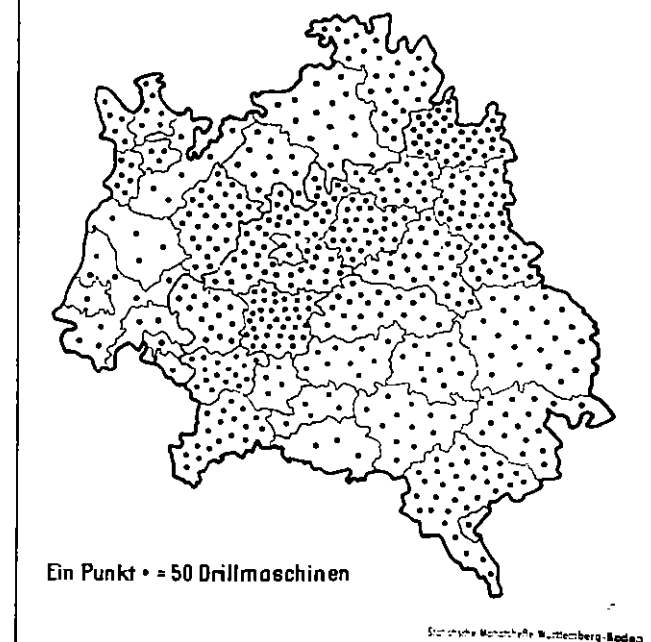 Ein Punkt • = 50 Drillmaschinen
Statistische Monatshefte Württemberg-Baden